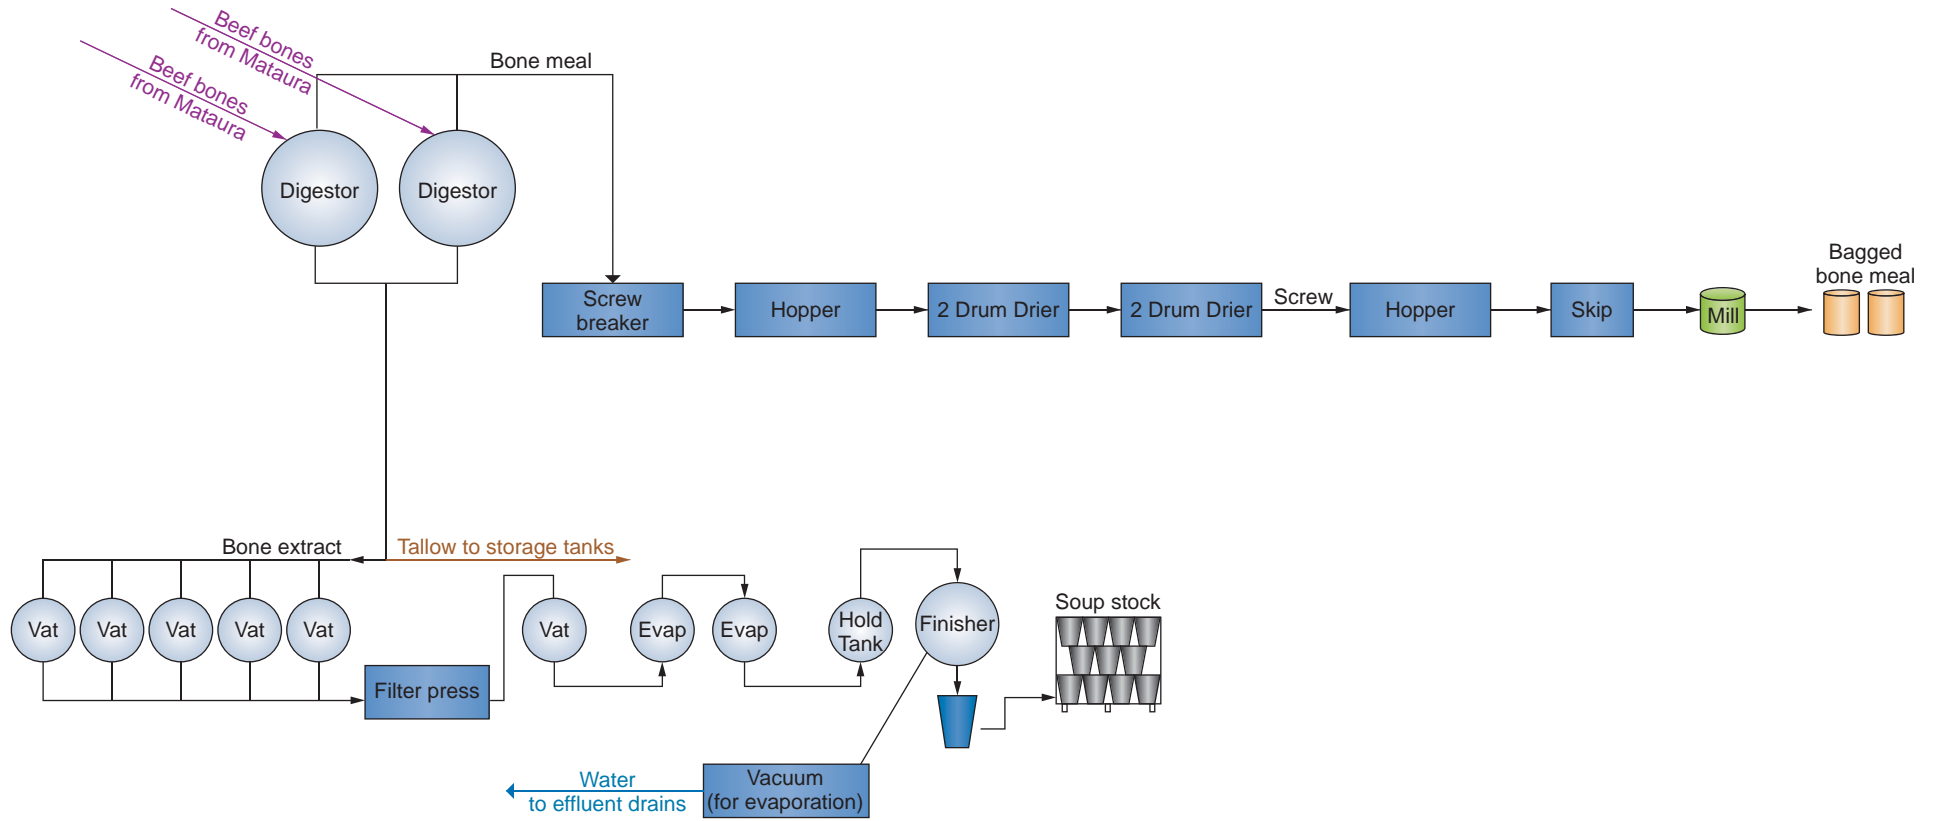 Beef bones
from Mataura
Beef bones
from Mataura
Bone meal
Digestor
Digestor
Screw
breaker
Hopper
2 Drum Drier
2 Drum Drier
Screw
Hopper
Skip
Mill
Bagged
bone meal
Bone extract
Tallow to storage tanks
Vat
Vat
Vat
Vat
Vat
Filter press
Vat
Evap
Evap
Hold
Tank
Finisher
Soup stock
Vacuum
(for evaporation)
Water
to effluent drains